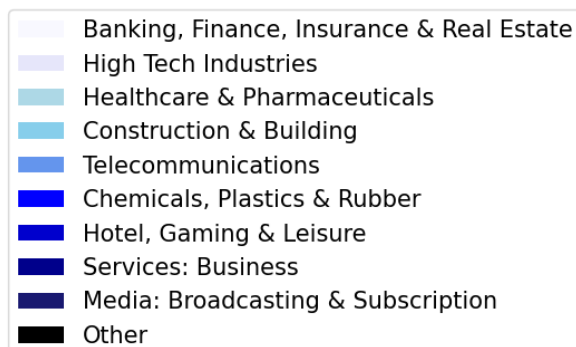 Banking, Finance, Insurance & Real Estate
High Tech Industries
Healthcare & Pharmaceuticals
Construction & Building
Telecommunications
Chemicals, Plastics & Rubber
Hotel, Gaming & Leisure
Services: Business
Media: Broadcasting & Subscription
Other